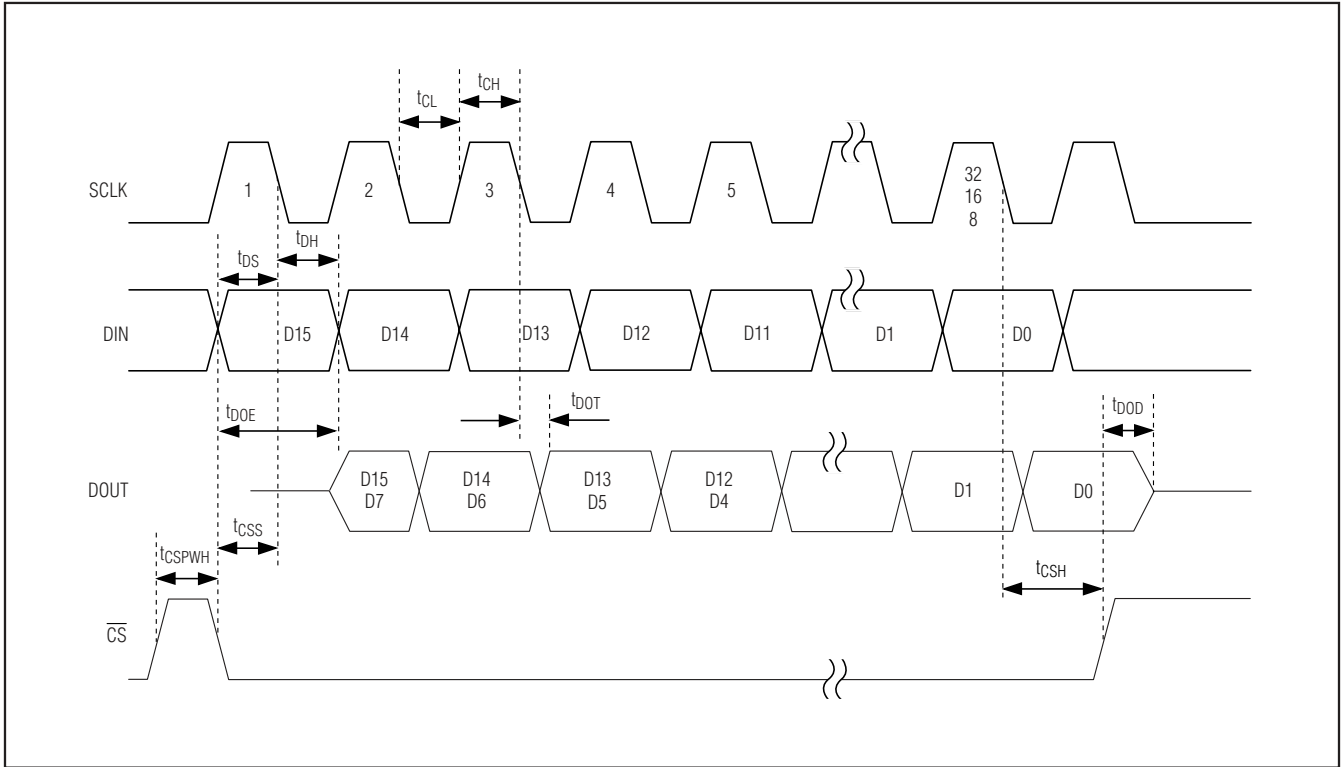 tCH
tCL
SCLK 1 2 3 4 5 32
16
8
tDH
tDS
DIN D15 D14 D13 D12 D11 D1 D0
tDOE tDOT tDOD
DOUT D15 D14 D13 D12 D1 D0
D7 D6 D5 D4
tCSS
tCSPWH tCSH
CS